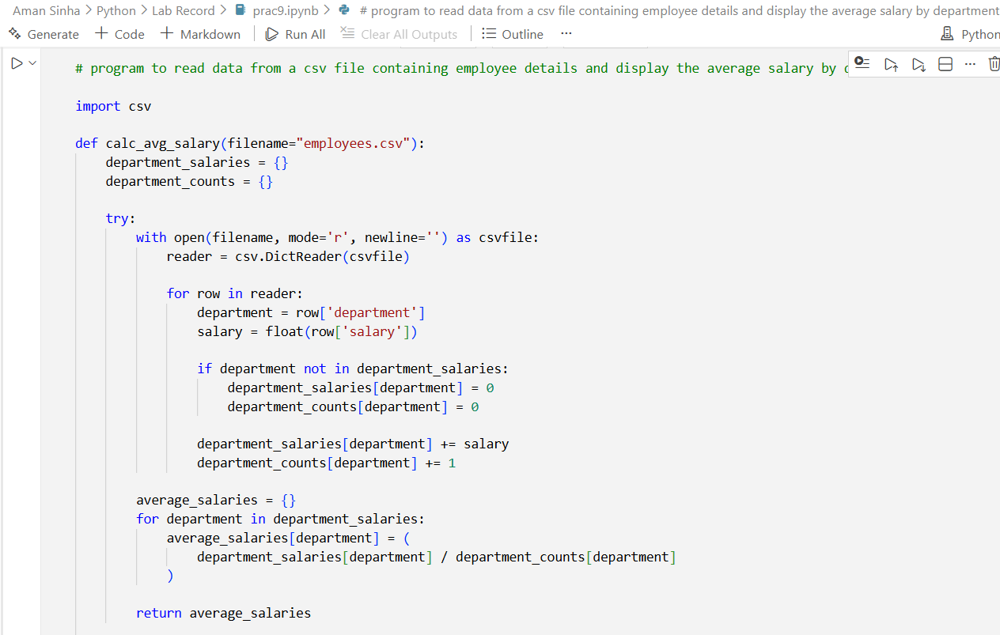 Aman Sinha > Python > Lab Record > prac9.ipynb > # program to read data from a csv file containing employee details and display the average salary by department
Generate + Code + Markdown Run All Clear All Outputs Outline ... Python
# program to read data from a csv file containing employee details and display the average salary by
import csv
def calc_avg_salary(filename="employees.csv"):
    department_salaries = {}
    department_counts = {}
    try:
        with open(filename, mode='r', newline='') as csvfile:
            reader = csv.DictReader(csvfile)
            for row in reader:
                department = row['department']
                salary = float(row['salary'])
                if department not in department_salaries:
                    department_salaries[department] = 0
                    department_counts[department] = 0
                department_salaries[department] += salary
                department_counts[department] += 1
        average_salaries = {}
        for department in department_salaries:
            average_salaries[department] = (
                department_salaries[department] / department_counts[department]
            )
        return average_salaries